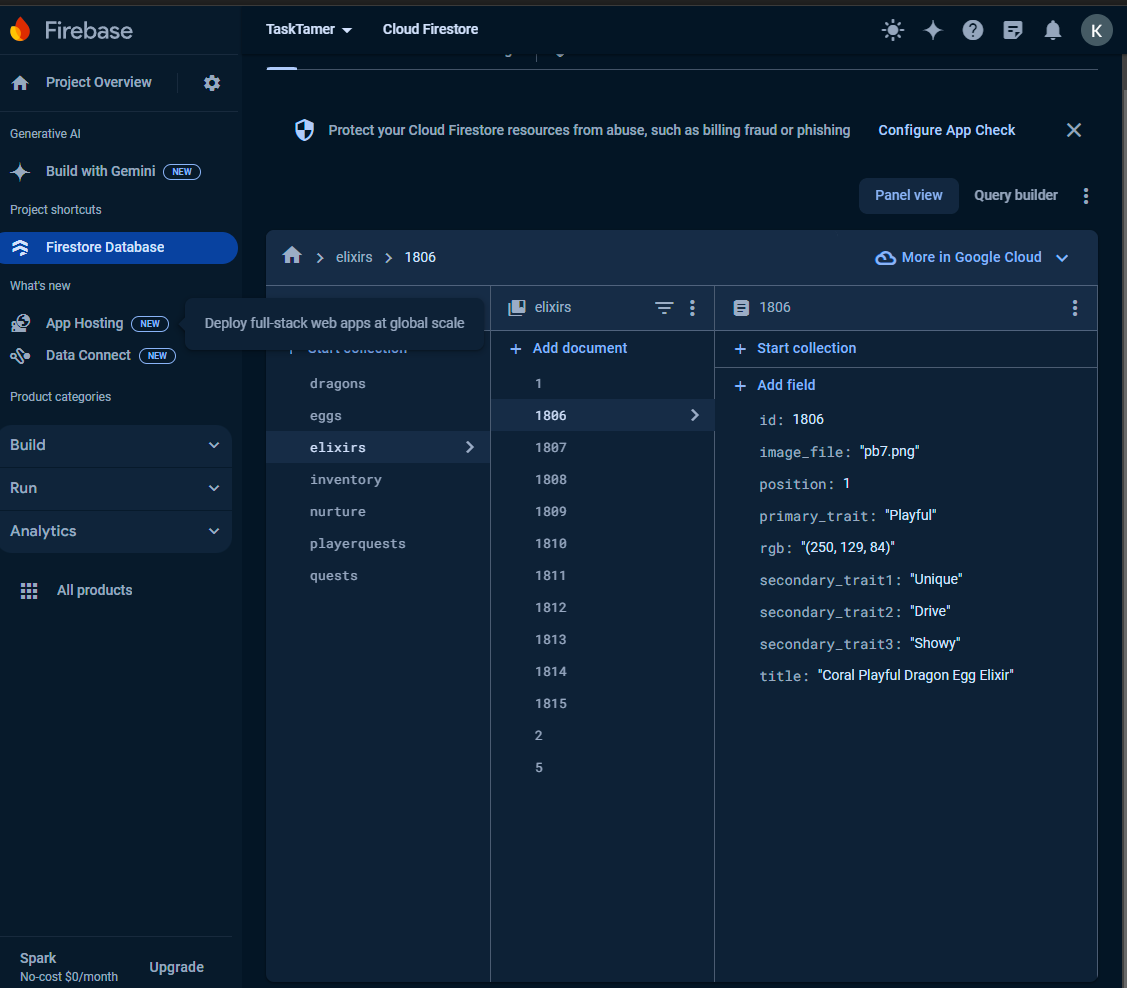 Firebase
TaskTamer
Cloud Firestore
K
Project Overview
Generative AI
Build with Gemini NEW
Project shortcuts
Firestore Database
What's new
App Hosting NEW
Deploy full-stack web apps at global scale
Data Connect NEW
Product categories
Build
Run
Analytics
All products
Spark
No-cost $0/month
Upgrade
Protect your Cloud Firestore resources from abuse, such as billing fraud or phishing
Configure App Check
Panel view
Query builder
elixirs
1806
More in Google Cloud
Start collection
dragons
eggs
elixirs
inventory
nurture
playerquests
quests
elixirs
Add document
1
1806
1807
1808
1809
1810
1811
1812
1813
1814
1815
2
5
1806
Start collection
Add field
id: 1806
image_file: "pb7.png"
position: 1
primary_trait: "Playful"
rgb: "(250, 129, 84)"
secondary_trait1: "Unique"
secondary_trait2: "Drive"
secondary_trait3: "Showy"
title: "Coral Playful Dragon Egg Elixir"